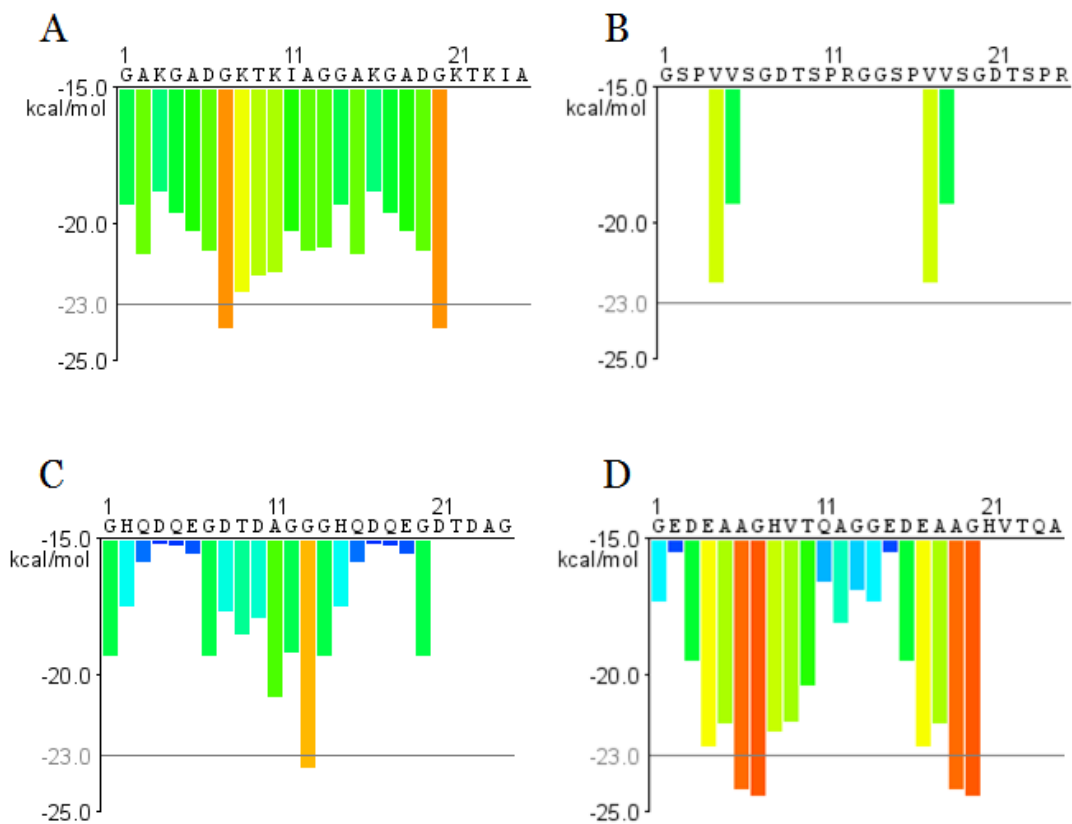 A
1 11 21
GAKGADGKTKIAGGAKGADGKTKIA
-15.0
kcal/mol
-20.0
-23.0
-25.0
B
1 11 21
GSPVVSGDTSPRGGSPVVSGDTSPR
-15.0
kcal/mol
-20.0
-23.0
-25.0
C
1 11 21
GHQDQEGDTDAGGGHQDQEGDTDAG
-15.0
kcal/mol
-20.0
-23.0
-25.0
D
1 11 21
GEDEAAGHVTQAGGEDEAAGHVTQA
-15.0
kcal/mol
-20.0
-23.0
-25.0